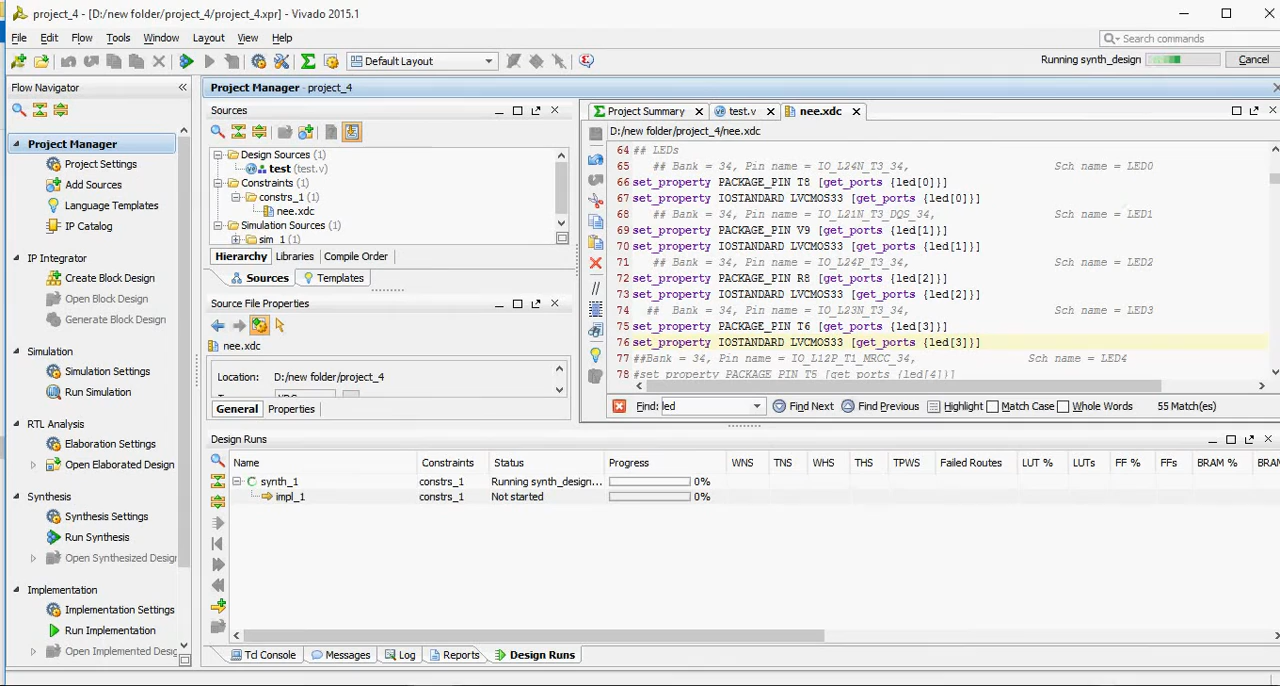 project_4 - [D:/new folder/project_4/project_4.xpr] - Vivado 2015.1
File Edit Flow Tools Window Layout View Help
Search commands
Default Layout
Running synth_design
Cancel
Flow Navigator
Project Manager
Project Settings
Add Sources
Language Templates
IP Catalog
IP Integrator
Create Block Design
Open Block Design
Generate Block Design
Simulation
Simulation Settings
Run Simulation
RTL Analysis
Elaboration Settings
Open Elaborated Design
Synthesis
Synthesis Settings
Run Synthesis
Open Synthesized Desig
Implementation
Implementation Settings
Run Implementation
Open Implemented Desig
Project Manager - project_4
Sources
Design Sources (1)
test (test.v)
Constraints (1)
constrs_1 (1)
nee.xdc
Simulation Sources (1)
sim_1 (1)
Hierarchy Libraries Compile Order
Sources Templates
Source File Properties
nee.xdc
Location: D:/new folder/project_4
General Properties
Project Summary test.v nee.xdc
D:/new folder/project_4/nee.xdc
64 ## LEDs
65 ## Bank = 34, Pin name = IO_L24N_T3_34, Sch name = LED0
66 set_property PACKAGE_PIN T8 [get_ports {led[0]}]
67 set_property IOSTANDARD LVCMOS33 [get_ports {led[0]}]
68 ## Bank = 34, Pin name = IO_L21N_T3_DQS_34, Sch name = LED1
69 set_property PACKAGE_PIN V9 [get_ports {led[1]}]
70 set_property IOSTANDARD LVCMOS33 [get_ports {led[1]}]
71 ## Bank = 34, Pin name = IO_L24P_T3_34, Sch name = LED2
72 set_property PACKAGE_PIN R8 [get_ports {led[2]}]
73 set_property IOSTANDARD LVCMOS33 [get_ports {led[2]}]
74 ## Bank = 34, Pin name = IO_L23N_T3_34, Sch name = LED3
75 set_property PACKAGE_PIN T6 [get_ports {led[3]}]
76 set_property IOSTANDARD LVCMOS33 [get_ports {led[3]}]
77 ##Bank = 34, Pin name = IO_L12P_T1_MRCC_34, Sch name = LED4
78 #set_property PACKAGE_PIN T5 [get_ports {led[4]}]
Find: led Find Next Find Previous Highlight Match Case Whole Words 55 Match(es)
Design Runs
Name Constraints Status Progress WNS TNS WHS THS TPWS Failed Routes LUT % LUTs FF % FFs BRAM % BRA
synth_1 constrs_1 Running synth_design... 0%
impl_1 constrs_1 Not started 0%
Tcl Console Messages Log Reports Design Runs